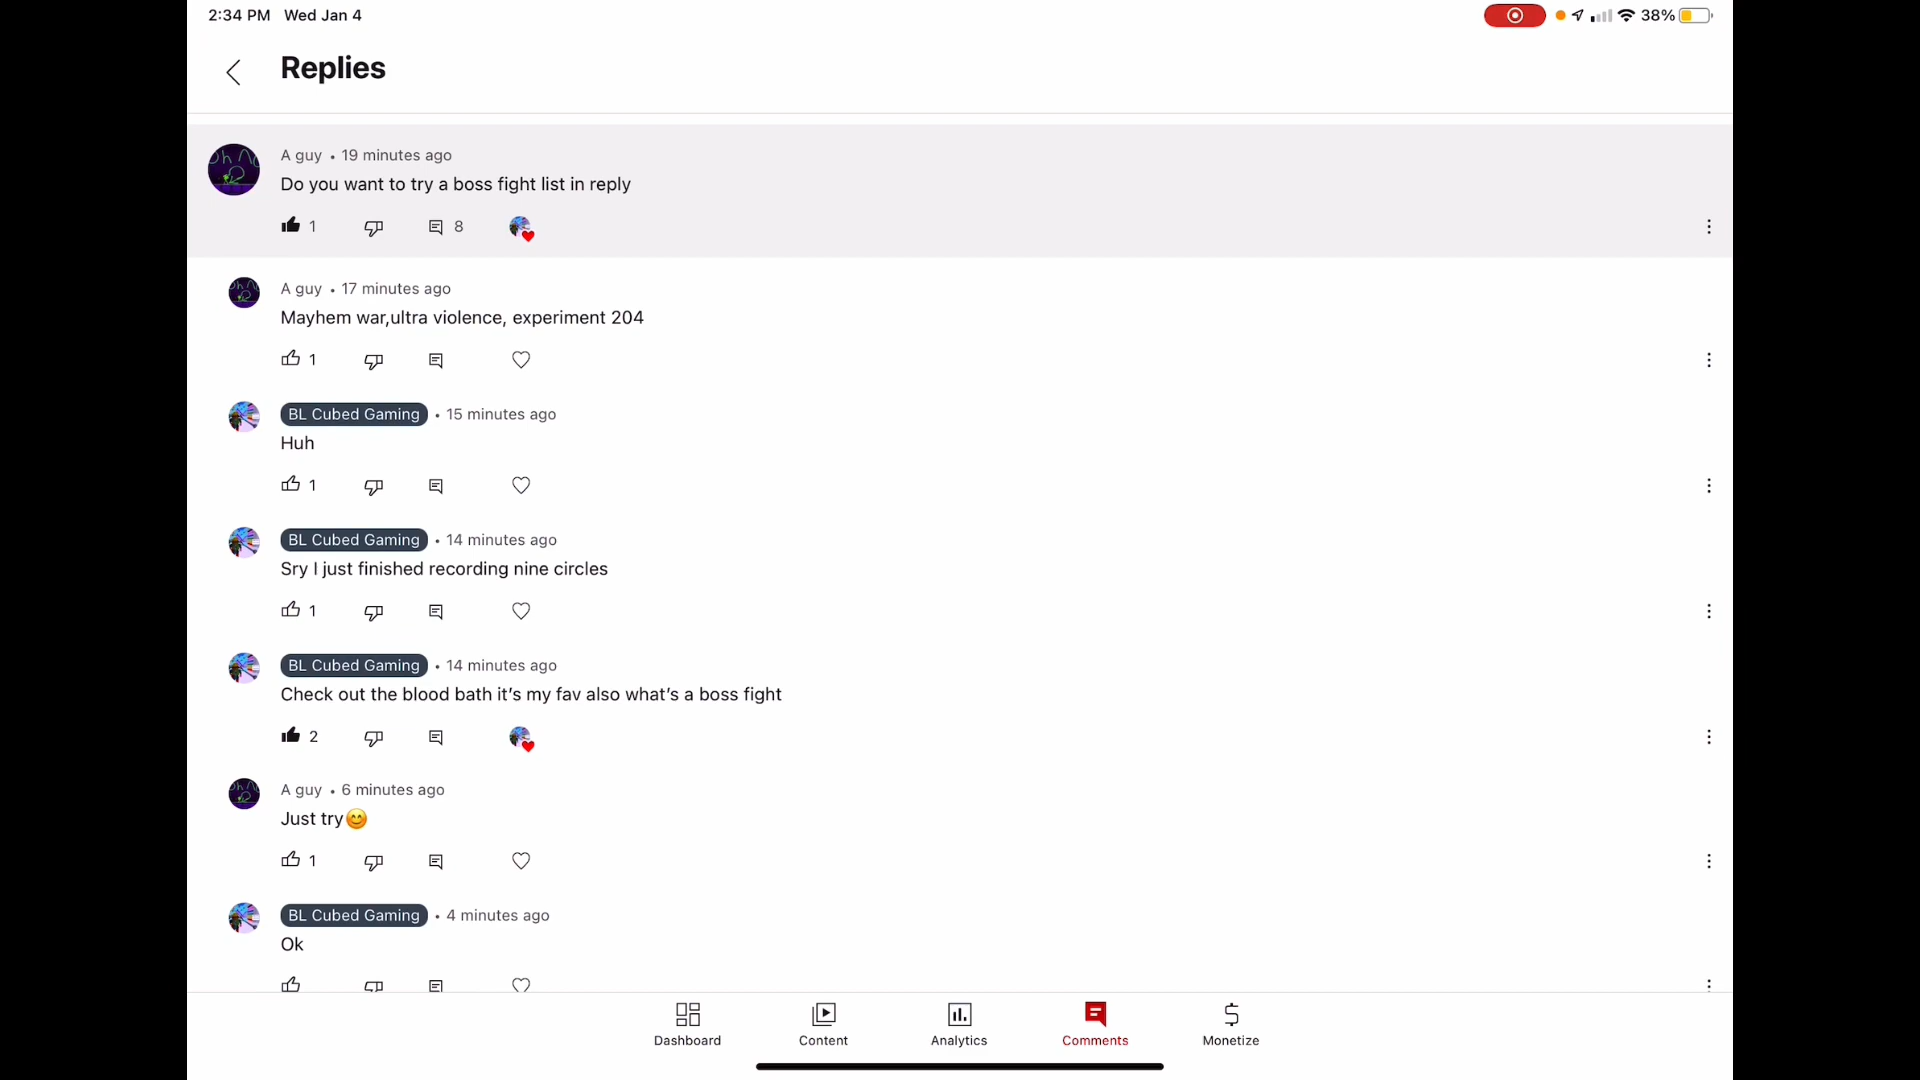 2:34 PM Wed Jan 4 38%
Replies
A guy • 19 minutes ago
Do you want to try a boss fight list in reply
1 8
A guy • 17 minutes ago
Mayhem war,ultra violence, experiment 204
1
BL Cubed Gaming • 15 minutes ago
Huh
1
BL Cubed Gaming • 14 minutes ago
Sry I just finished recording nine circles
1
BL Cubed Gaming • 14 minutes ago
Check out the blood bath it’s my fav also what’s a boss fight
2
A guy • 6 minutes ago
Just try😊
1
BL Cubed Gaming • 4 minutes ago
Ok
Dashboard Content Analytics Comments Monetize